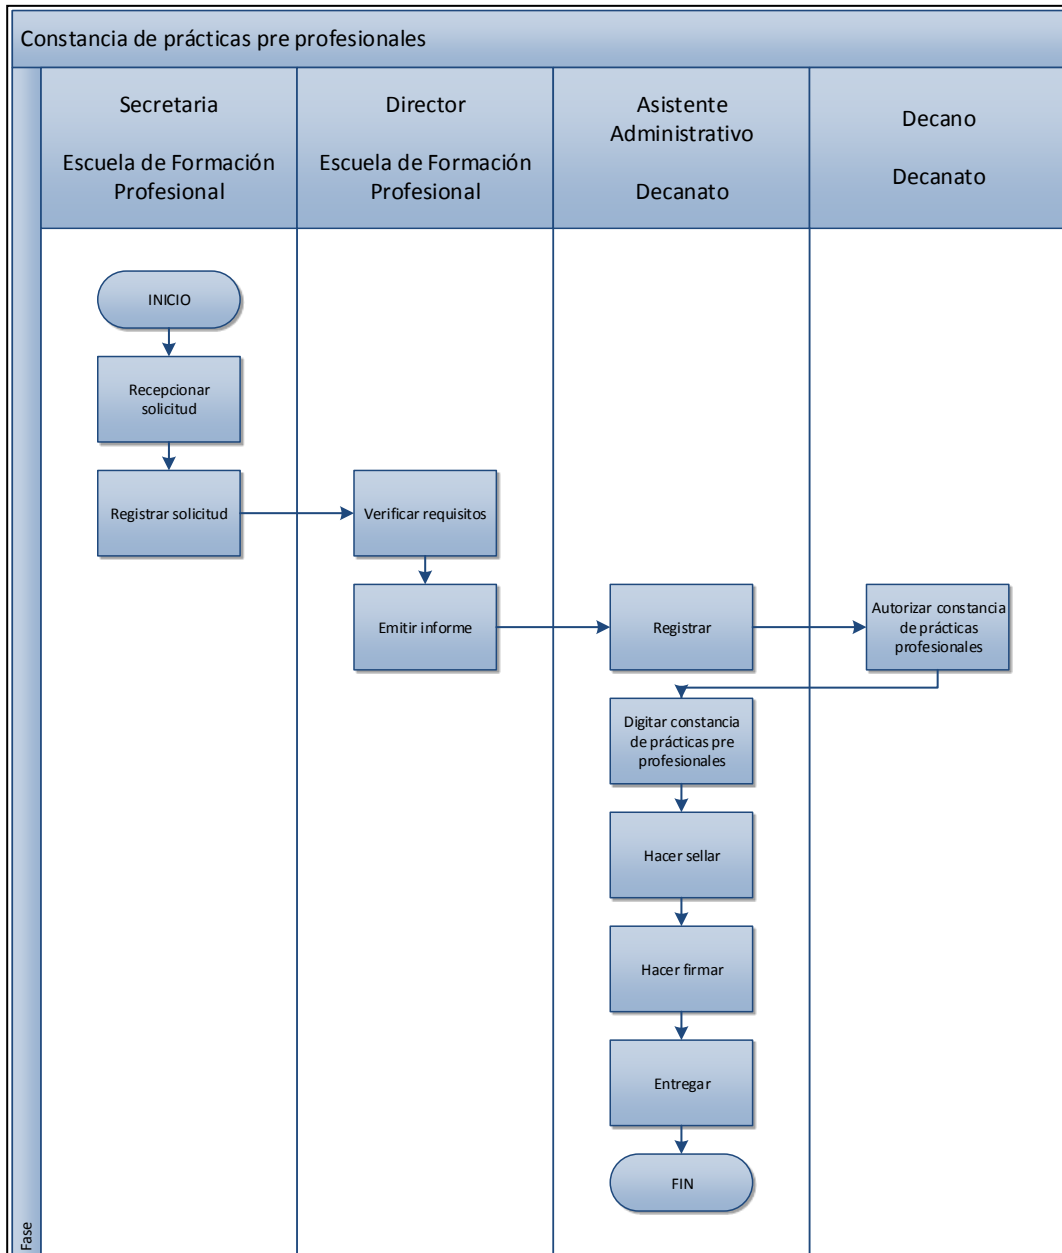 Constancia de prácticas pre profesionales
Secretaria
Escuela de Formación
Profesional
Director
Escuela de Formación
Profesional
Asistente
Administrativo
Decanato
Decano
Decanato
INICIO
Recepcionar
solicitud
Registrar solicitud
Verificar requisitos
Emitir informe
Registrar
Autorizar constancia
de prácticas
profesionales
Digitar constancia
de prácticas pre
profesionales
Hacer sellar
Hacer firmar
Entregar
FIN
Fase